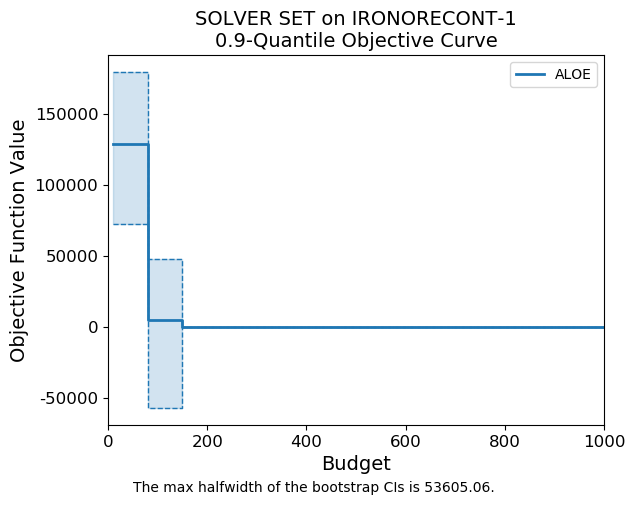 SOLVER SET on IRONORECONT-1
0.9-Quantile Objective Curve
ALOE
Objective Function Value
150000
100000
50000
0
-50000
0 200 400 600 800 1000
Budget
The max halfwidth of the bootstrap CIs is 53605.06.